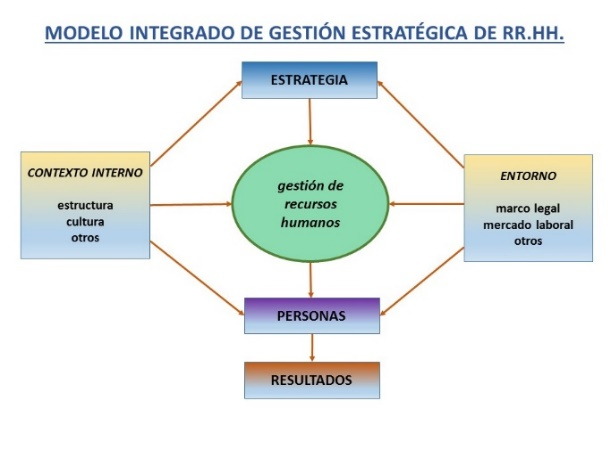 MODELO INTEGRADO DE GESTIÓN ESTRATÉGICA DE RR.HH.
ESTRATEGIA
CONTEXTO INTERNO
estructura
cultura
otros
gestión de
recursos
humanos
ENTORNO
marco legal
mercado laboral
otros
PERSONAS
RESULTADOS